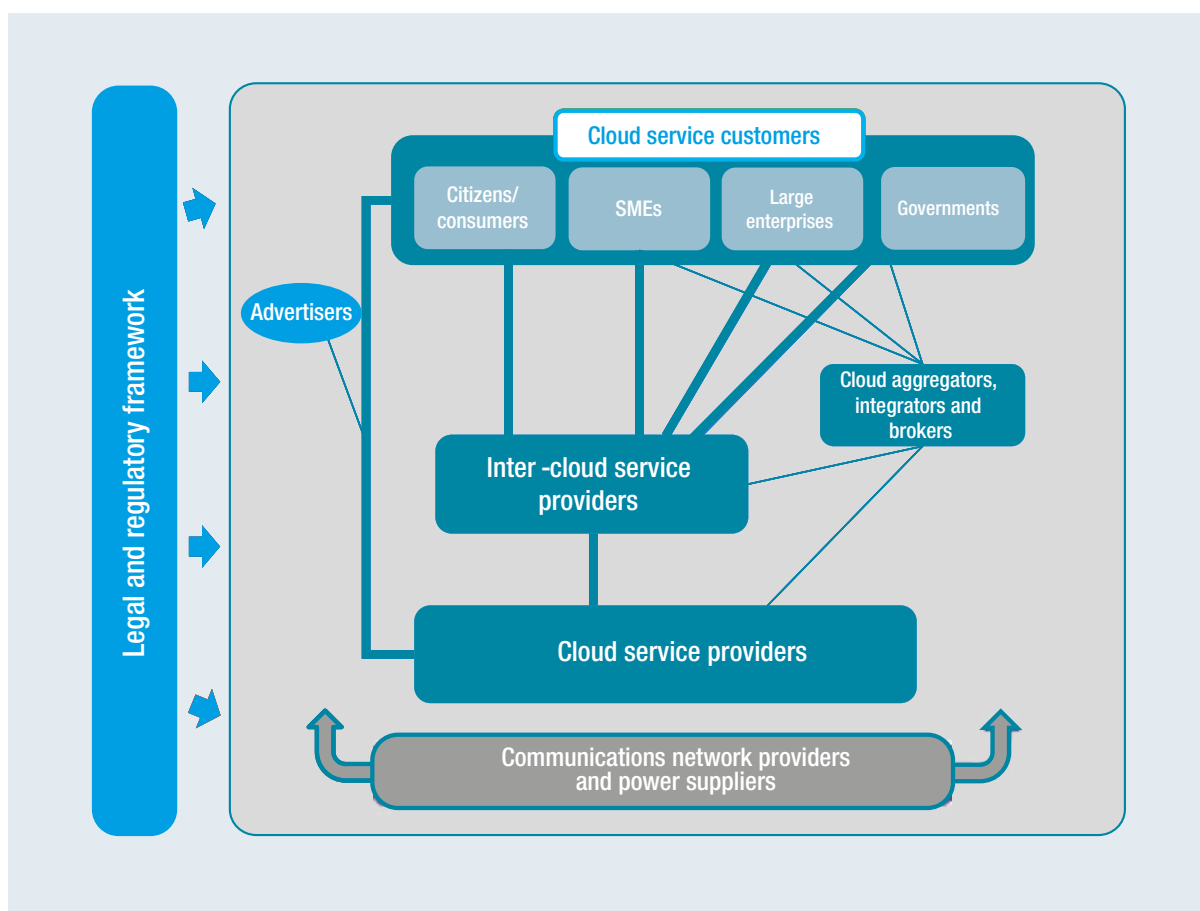 Legal and regulatory framework
Cloud service customers
Citizens/
consumers
SMEs
Large
enterprises
Governments
Advertisers
Cloud aggregators,
integrators and
brokers
Inter -cloud service
providers
Cloud service providers
Communications network providers
and power suppliers